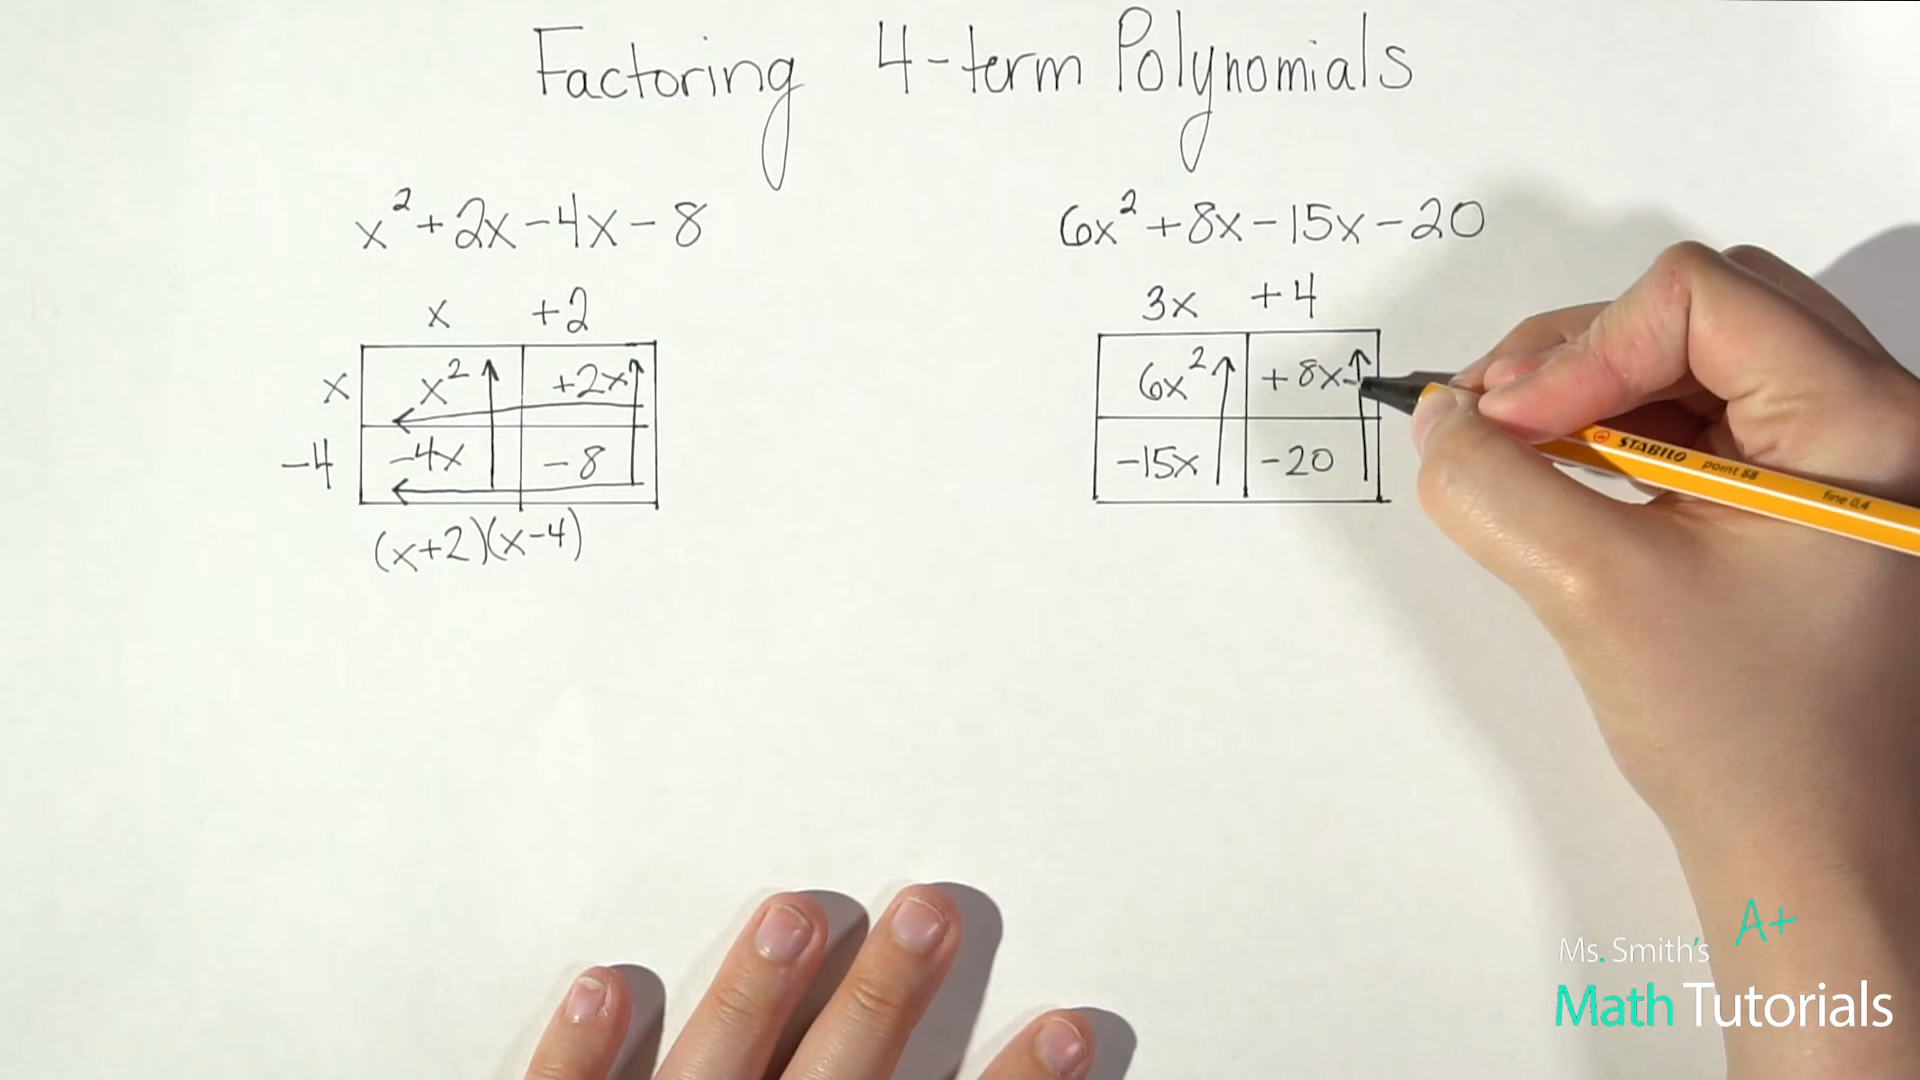 Factoring 4-term Polynomials
x² + 2x - 4x - 8
x +2
x x² +2x
-4 -4x -8
(x+2)(x-4)
6x² + 8x - 15x - 20
3x +4
6x² +8x
-15x -20
STABILO point 88 fine 0.4
A+
Ms. Smith's
Math Tutorials